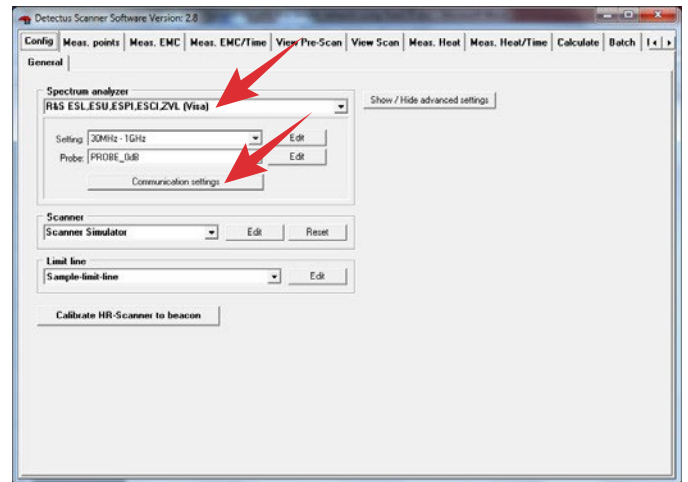 Detectus Scanner Software Version: 2.8
Config Meas. points Meas. EMC Meas. EMC/Time View Pre-Scan View Scan Meas. Heat Meas. Heat/Time Calculate Batch
General
Spectrum analyzer
R&S ESL,ESU,ESPI,ESCI,ZVL (Visa)
Show / Hide advanced settings
Setting: 30MHz - 1GHz Edit
Probe: PROBE_0dB Edit
Communication settings
Scanner
Scanner Simulator Edit Reset
Limit line
Sample-limit-line Edit
Calibrate HR-Scanner to beacon